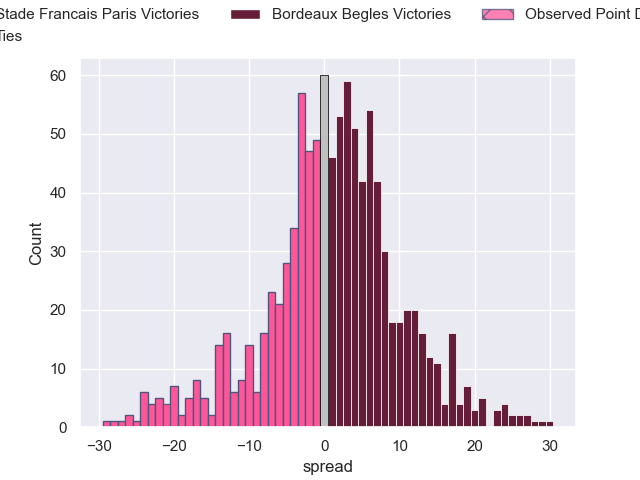 Stade Francais Paris Victories Bordeaux Begles Victories Observed Point D
Ties
60
50
40
30
20
10
0
Count
−30 −20 −10 0 10 20 30
spread